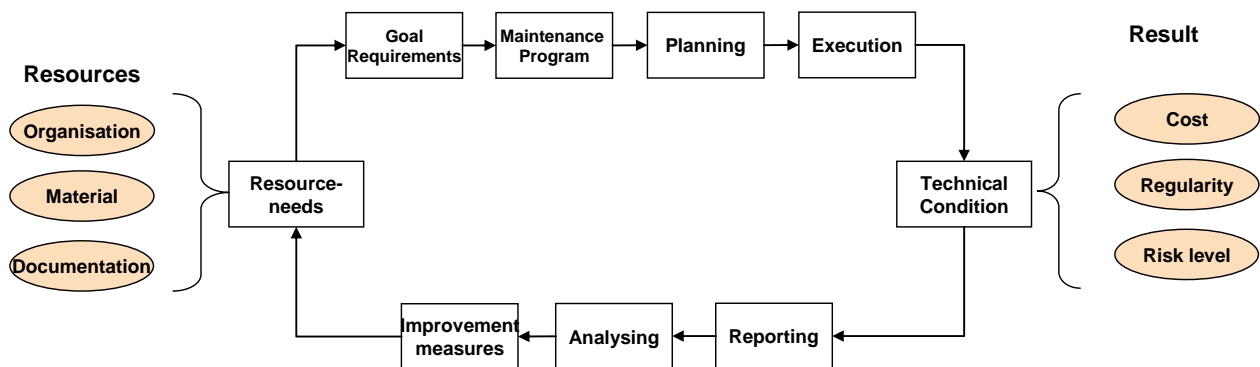 Resources
Organisation
Material
Documentation
Resource-
needs
Goal
Requirements
Maintenance
Program
Planning
Execution
Technical
Condition
Reporting
Analysing
Improvement
measures
Result
Cost
Regularity
Risk level